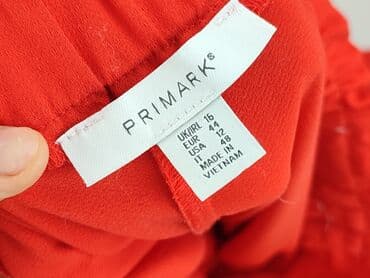 PRIMARK®
UK/IRL 16
EUR 44
USA 12
IT 48
MADE IN
VIETNAM